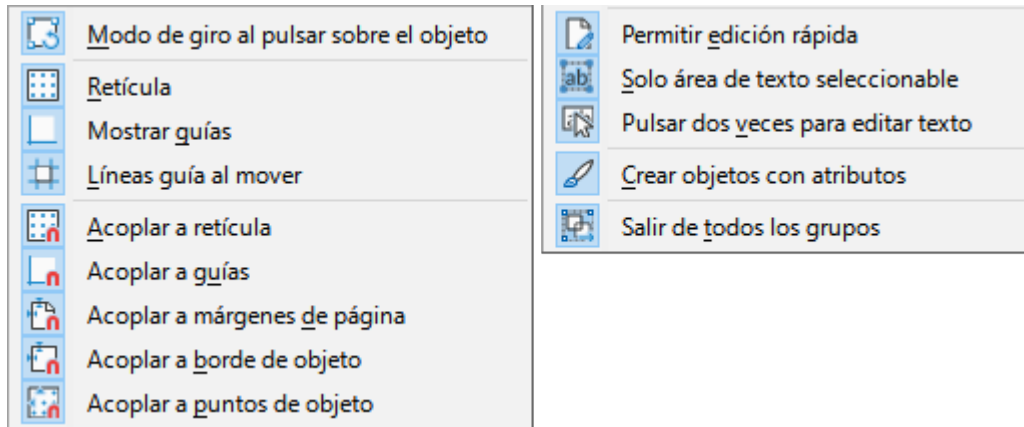 Modo de giro al pulsar sobre el objeto
Retícula
Mostrar guías
Líneas guía al mover
Acoplar a retícula
Acoplar a guías
Acoplar a márgenes de página
Acoplar a borde de objeto
Acoplar a puntos de objeto
Permitir edición rápida
ab
Solo área de texto seleccionable
Pulsar dos veces para editar texto
Crear objetos con atributos
Salir de todos los grupos